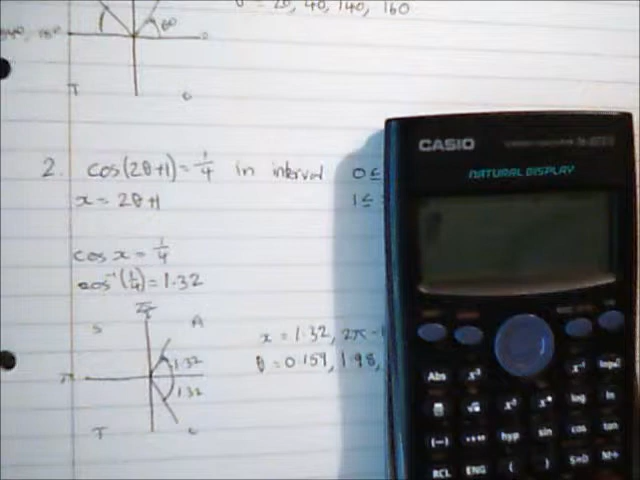 θ = 20, 40, 140, 160
60
T
C
2. cos(2θ+1) = 1/4 in interval 0 ≤
x = 2θ+1
1 ≤
cos x = 1/4
cos⁻¹(1/4) = 1.32
S
A
1.32
1.32
π
T
C
x = 1.32, 2π -
θ = 0.159, 1.98,
CASIO
NATURAL DISPLAY
Abs x³ x⁻¹
log ln
(-) hyp sin cos tan
RCL ENG ( ) S⇔D M+